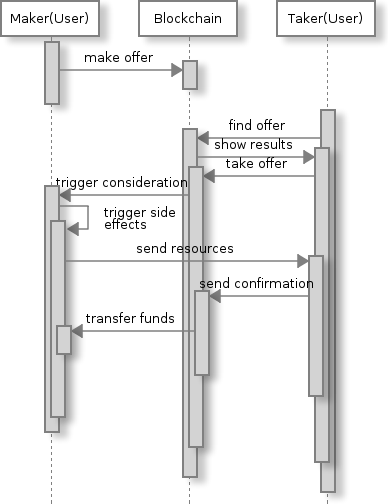 Maker(User)
Blockchain
Taker(User)
make offer
find offer
show results
take offer
trigger consideration
trigger side
effects
send resources
send confirmation
transfer funds